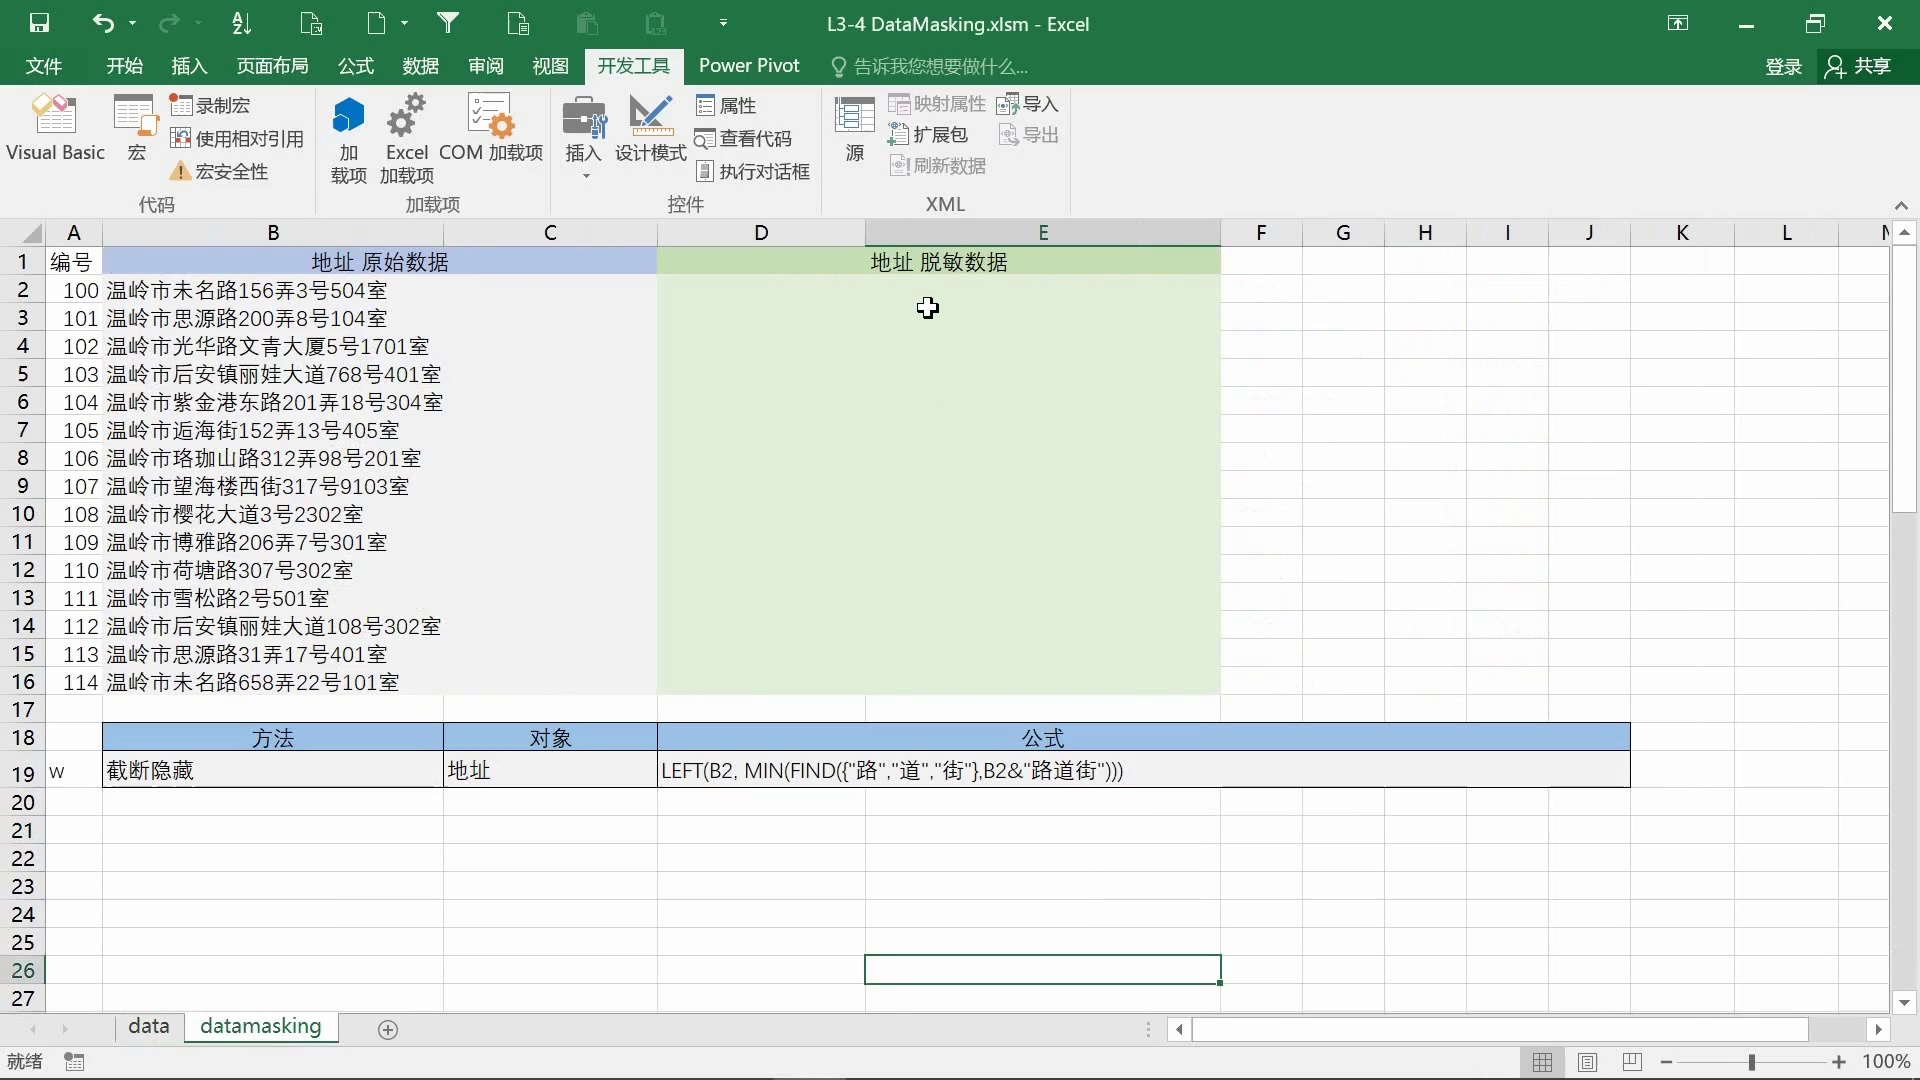 L3-4 DataMasking.xlsm - Excel
文件 开始 插入 页面布局 公式 数据 审阅 视图 开发工具 Power Pivot 告诉我您想要做什么... 登录 共享
Visual Basic 宏 录制宏 使用相对引用 宏安全性 代码
加载项 Excel 加载项 COM 加载项 加载项
插入 设计模式 属性 查看代码 执行对话框 控件
源 映射属性 扩展包 刷新数据 导入 导出 XML
A B C D E F G H I J K L
1 编号 地址 原始数据 地址 脱敏数据
2 100 温岭市未名路156弄3号504室
3 101 温岭市思源路200弄8号104室
4 102 温岭市光华路文青大厦5号1701室
5 103 温岭市后安镇丽娃大道768号401室
6 104 温岭市紫金港东路201弄18号304室
7 105 温岭市逅海街152弄13号405室
8 106 温岭市珞珈山路312弄98号201室
9 107 温岭市望海楼西街317号9103室
10 108 温岭市樱花大道3号2302室
11 109 温岭市博雅路206弄7号301室
12 110 温岭市荷塘路307号302室
13 111 温岭市雪松路2号501室
14 112 温岭市后安镇丽娃大道108号302室
15 113 温岭市思源路31弄17号401室
16 114 温岭市未名路658弄22号101室
17
18 方法 对象 公式
19 w 截断隐藏 地址 LEFT(B2, MIN(FIND({"路","道","街"},B2&"路道街")))
20
21
22
23
24
25
26
27
data datamasking
就绪 100%